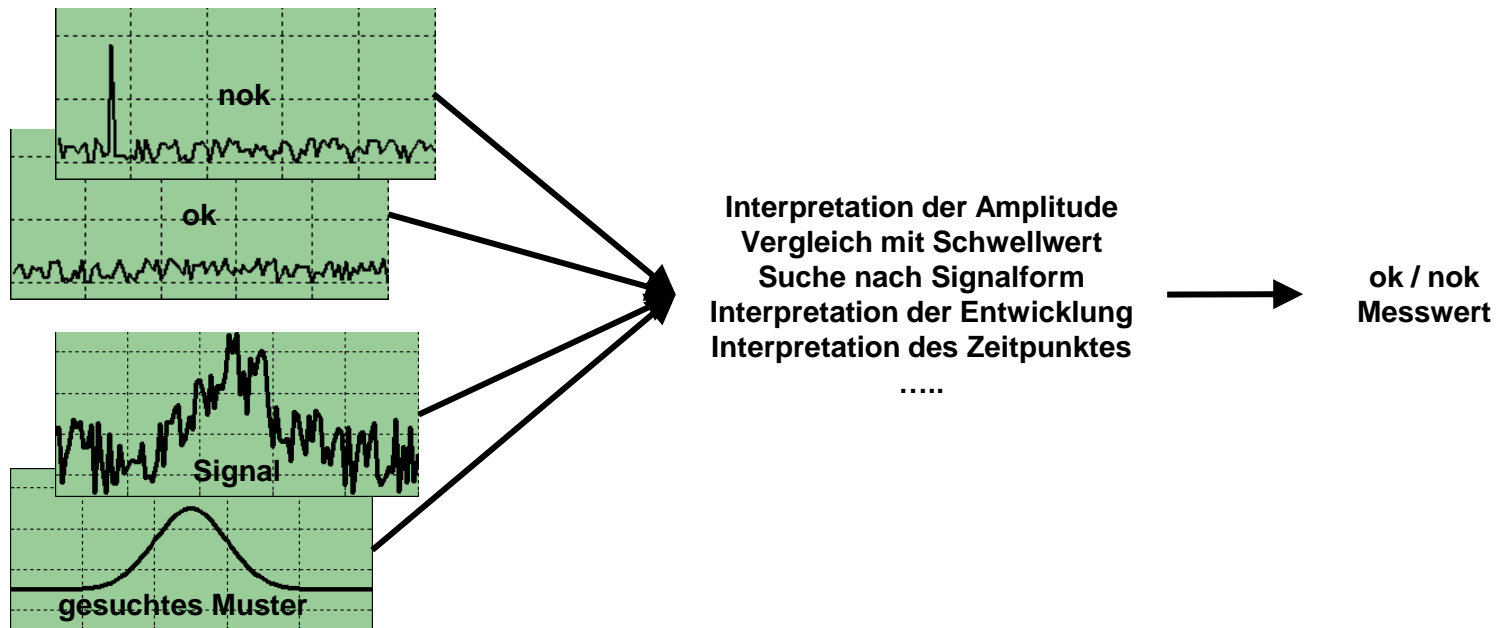 nok
ok
Signal
gesuchtes Muster
Interpretation der Amplitude
Vergleich mit Schwellwert
Suche nach Signalform
Interpretation der Entwicklung
Interpretation des Zeitpunktes
…..
ok / nok
Messwert